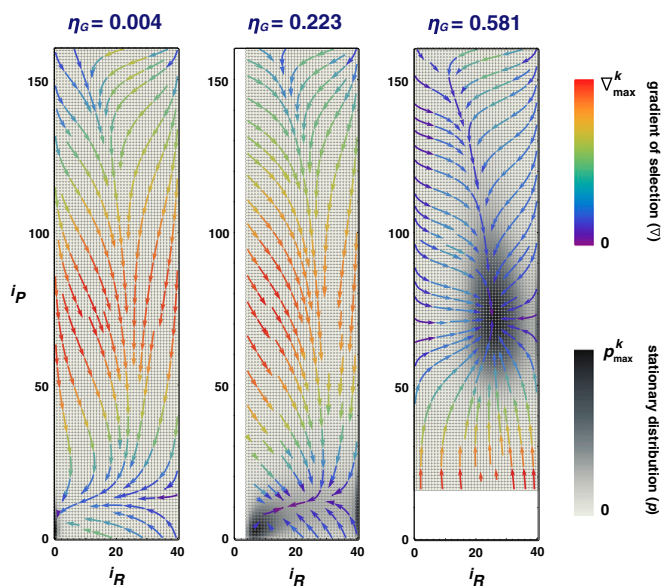 ηG = 0.004 ηG = 0.223 ηG = 0.581
150 150 150
100 100 100
50 50 50
0 0 0
0 20 40 0 20 40 0 20 40
iP
iR iR iR
∇kmax
0
gradient of selection (∇)
pkmax
0
stationary distribution (p)